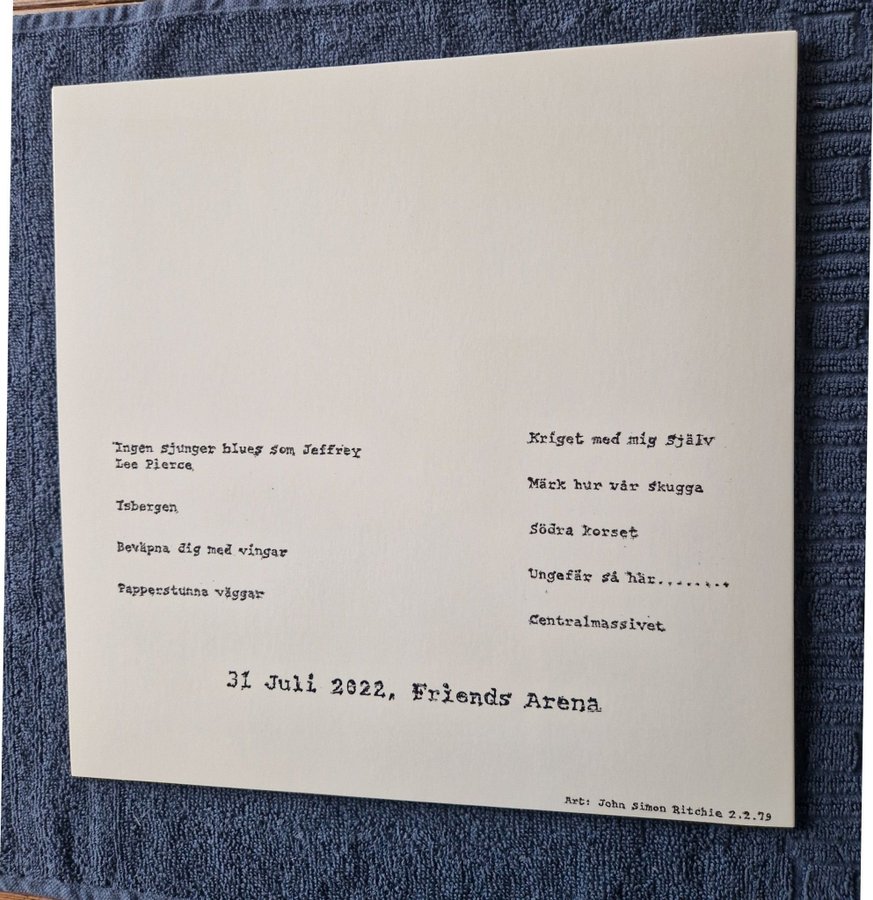 Ingen sjunger blues som Jeffrey
Lee Pierce
Isbergen
Beväpna dig med vingar
Papperstunna väggar
Kriget med mig själv
Märk hur vår skugga
Södra korset
Ungefär så här........
Centralmassivet
31 Juli 2022, Friends Arena
Art: John Simon Ritchie 2.2.79